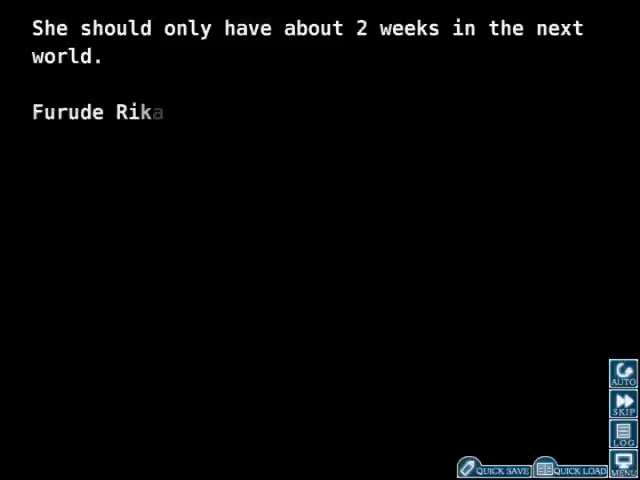 She should only have about 2 weeks in the next
world.
Furude Rika
AUTO
SKIP
LOG
MENU
QUICK SAVE
QUICK LOAD